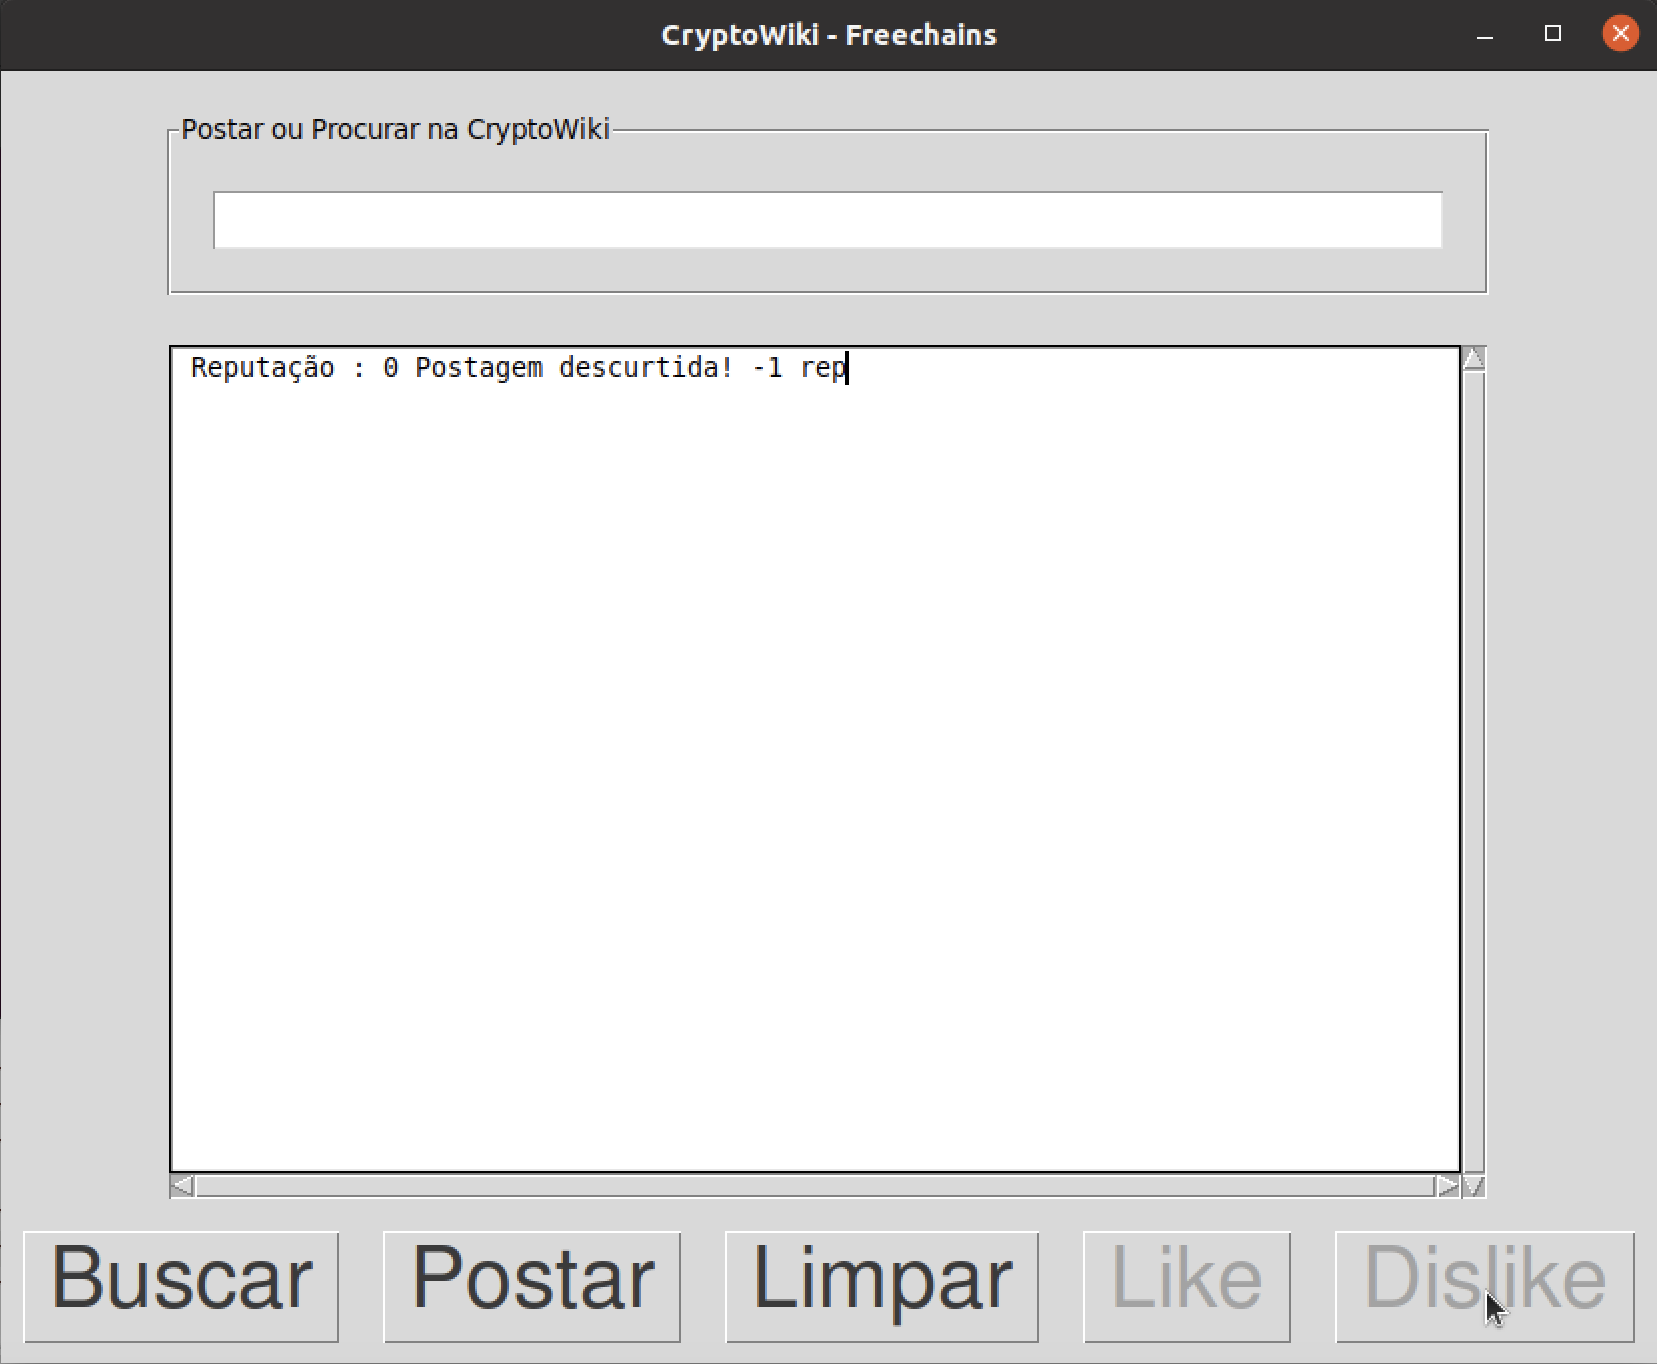 CryptoWiki - Freechains
Postar ou Procurar na CryptoWiki
Reputação : 0 Postagem descurtida! -1 rep
Buscar Postar Limpar Like Dislike